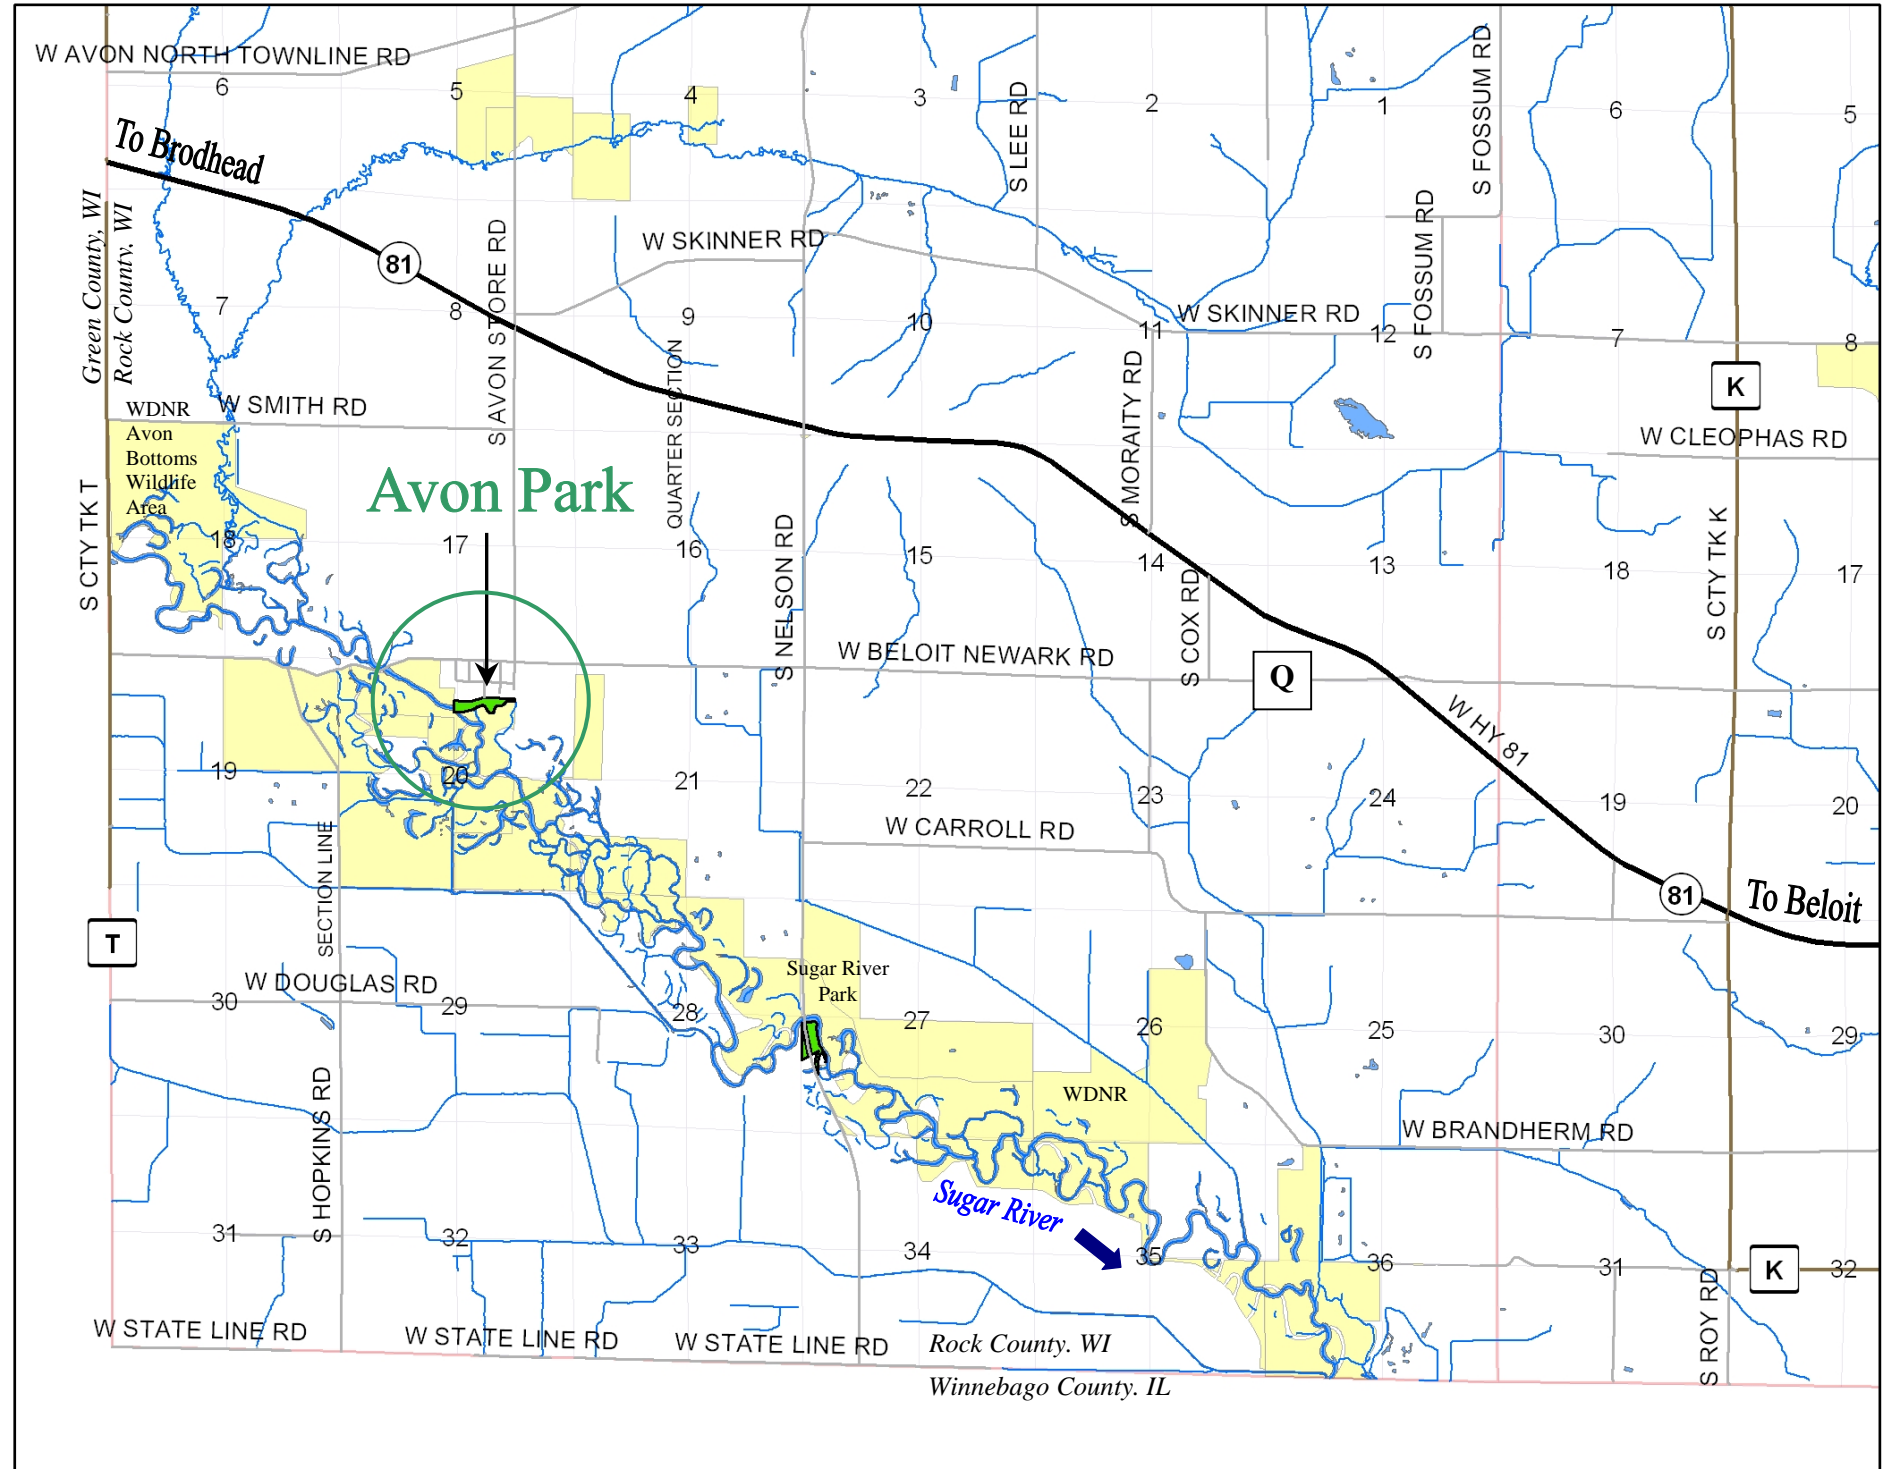 W AVON NORTH TOWNLINE RD
6
5
4
3
2
1
6
5
S LEE RD
S FOSSUM RD
To Brodhead
Green County, WI
Rock County. WI
81
S AVON STORE RD
W SKINNER RD
W SKINNER RD
S FOSSUM RD
7
8
9
10
11
12
7
8
K
WDNR
Avon
Bottoms
Wildlife
Area
W SMITH RD
QUARTER SECTION
S MORAITY RD
W CLEOPHAS RD
Avon Park
S CTY TK T
18
17
16
15
14
13
18
17
S NELSON RD
S COX RD
S CTY TK K
W BELOIT NEWARK RD
Q
W HY 81
19
20
21
22
23
24
19
20
W CARROLL RD
SECTION LINE
81
To Beloit
T
W DOUGLAS RD
Sugar River
Park
30
29
28
27
26
25
30
29
S HOPKINS RD
WDNR
W BRANDHERM RD
Sugar River
31
32
33
34
35
36
31
K
32
S ROY RD
W STATE LINE RD
W STATE LINE RD
W STATE LINE RD
Rock County. WI
Winnebago County. IL